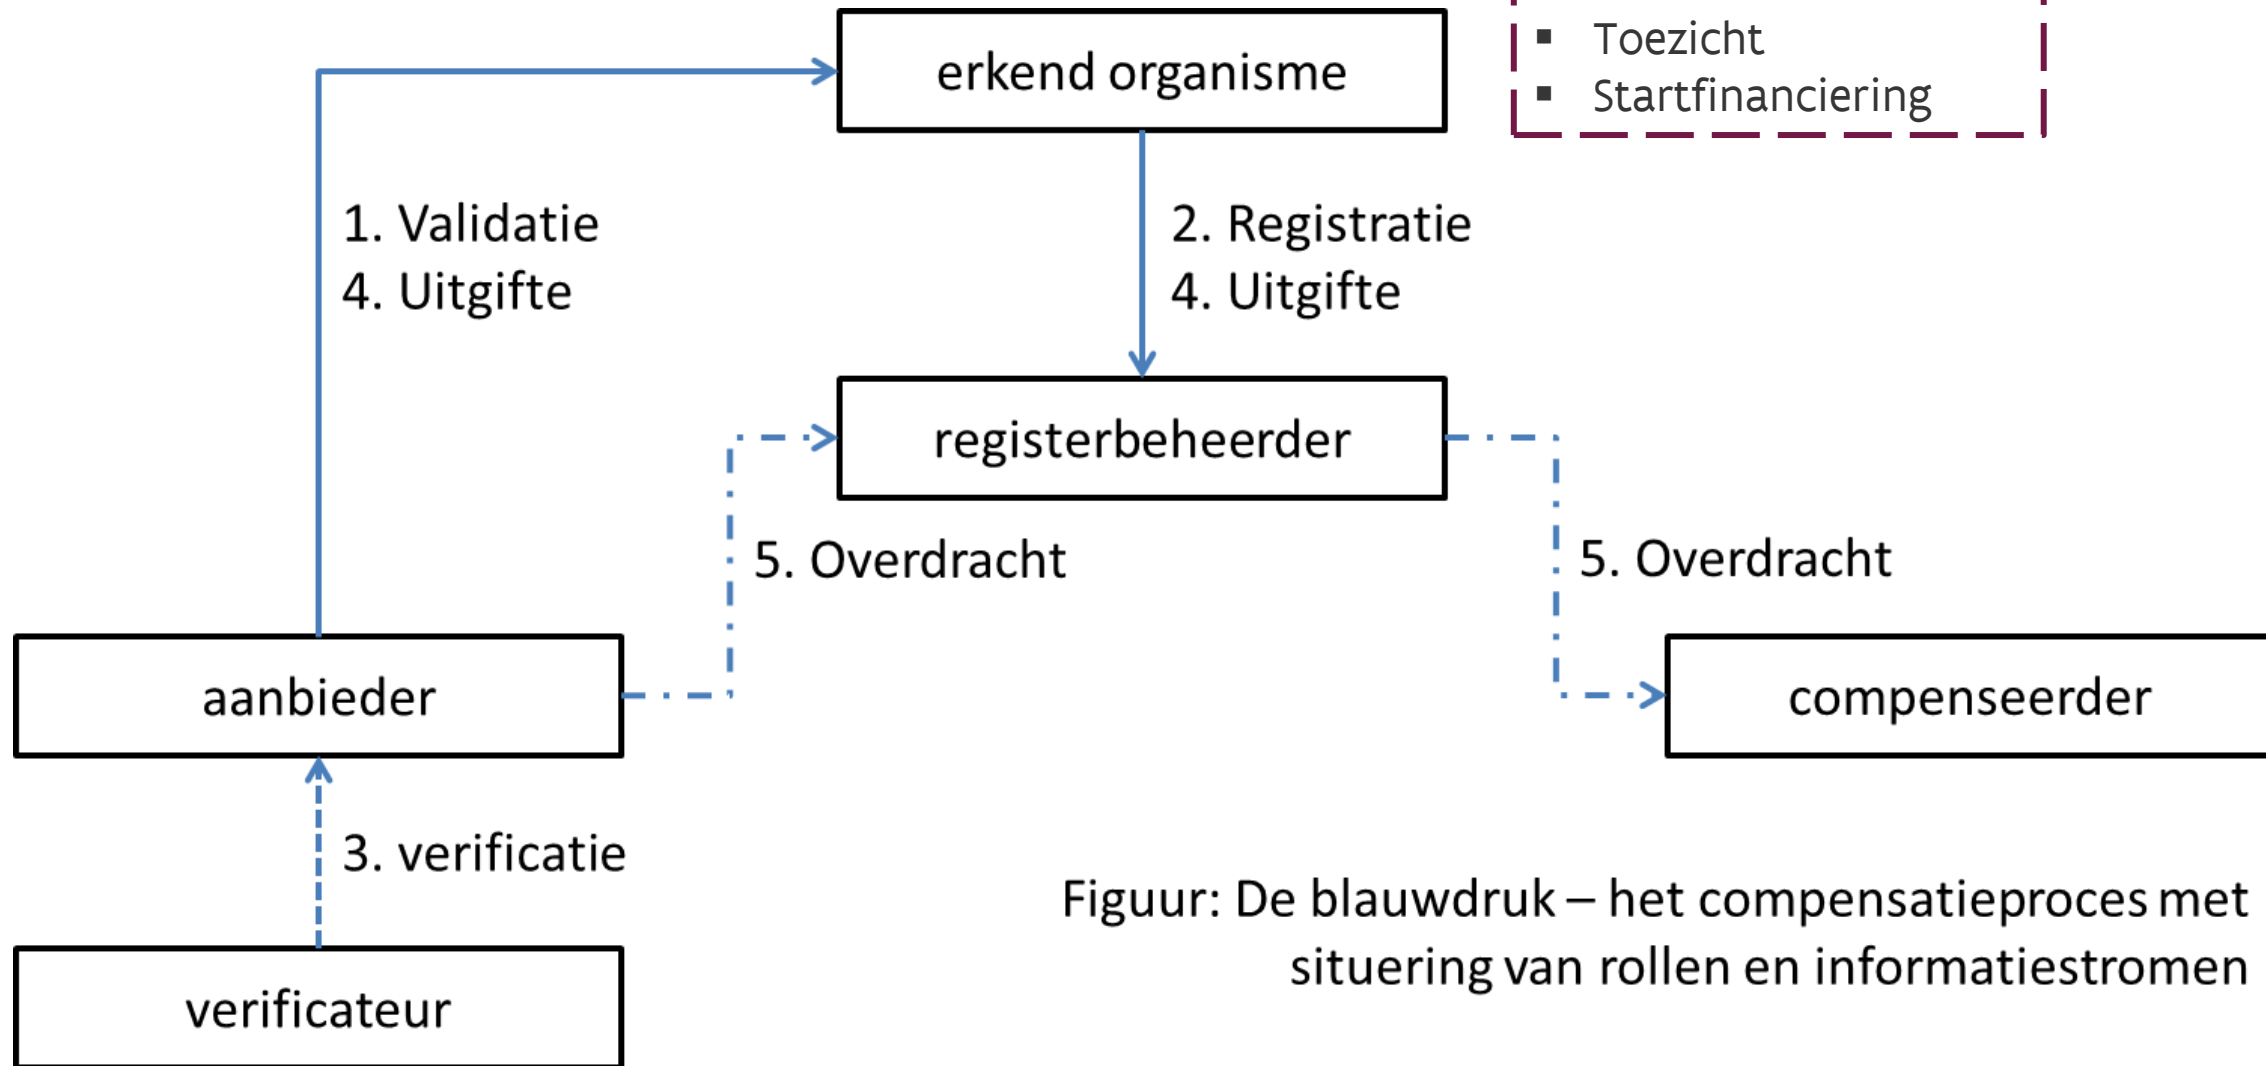 erkend organisme
▪ Toezicht
▪ Startfinanciering
1. Validatie
4. Uitgifte
2. Registratie
4. Uitgifte
registerbeheerder
5. Overdracht
5. Overdracht
aanbieder
compenseerder
3. verificatie
Figuur: De blauwdruk – het compensatieproces met
situering van rollen en informatiestromen
verificateur